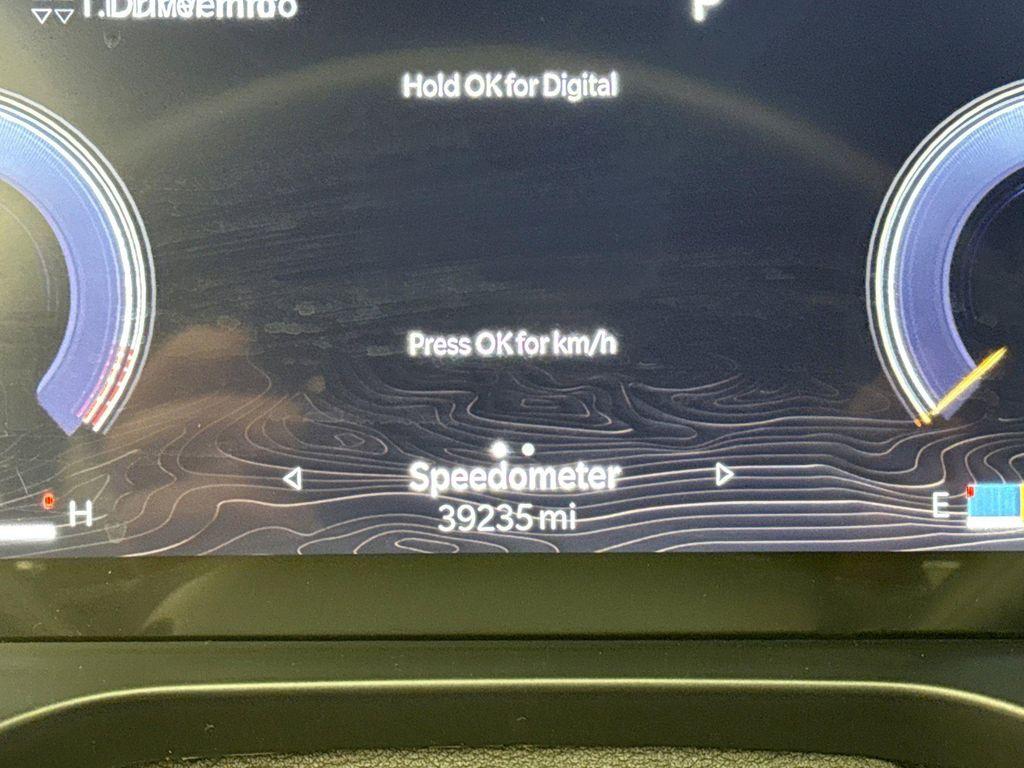 P
Hold OK for Digital
Press OK for km/h
Speedometer
39235 mi
H
E